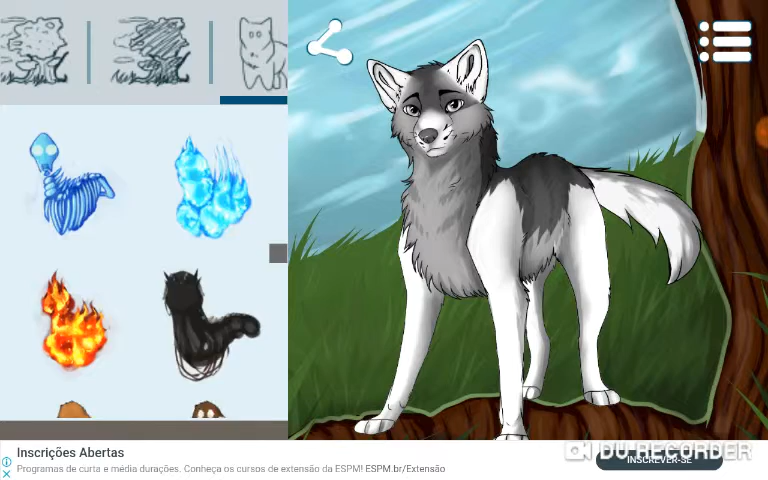 Inscrições Abertas
Programas de curta e média durações. Conheça os cursos de extensão da ESPM! ESPM.br/Extensão
DU RECORDER
INSCREVER-SE